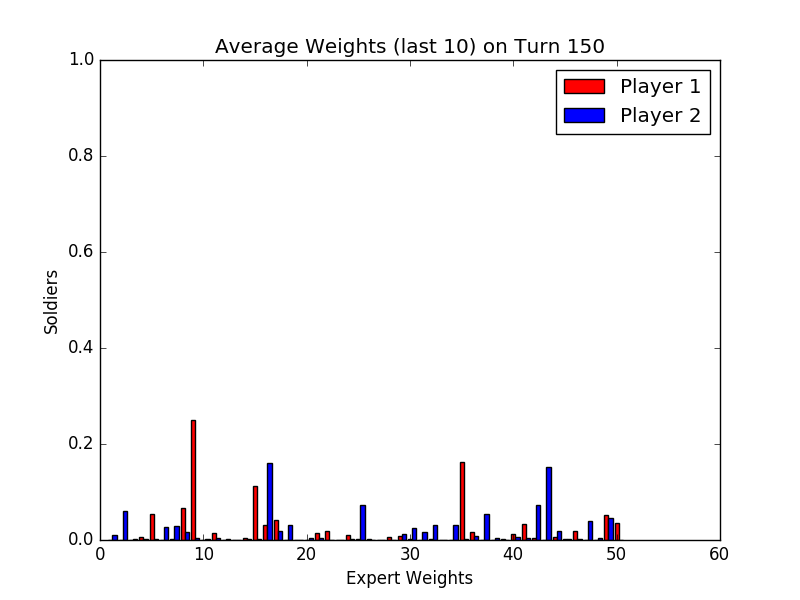 Average Weights (last 10) on Turn 150
1.0
0.8
0.6
0.4
0.2
0.0
Soldiers
Player 1
Player 2
0 10 20 30 40 50 60
Expert Weights